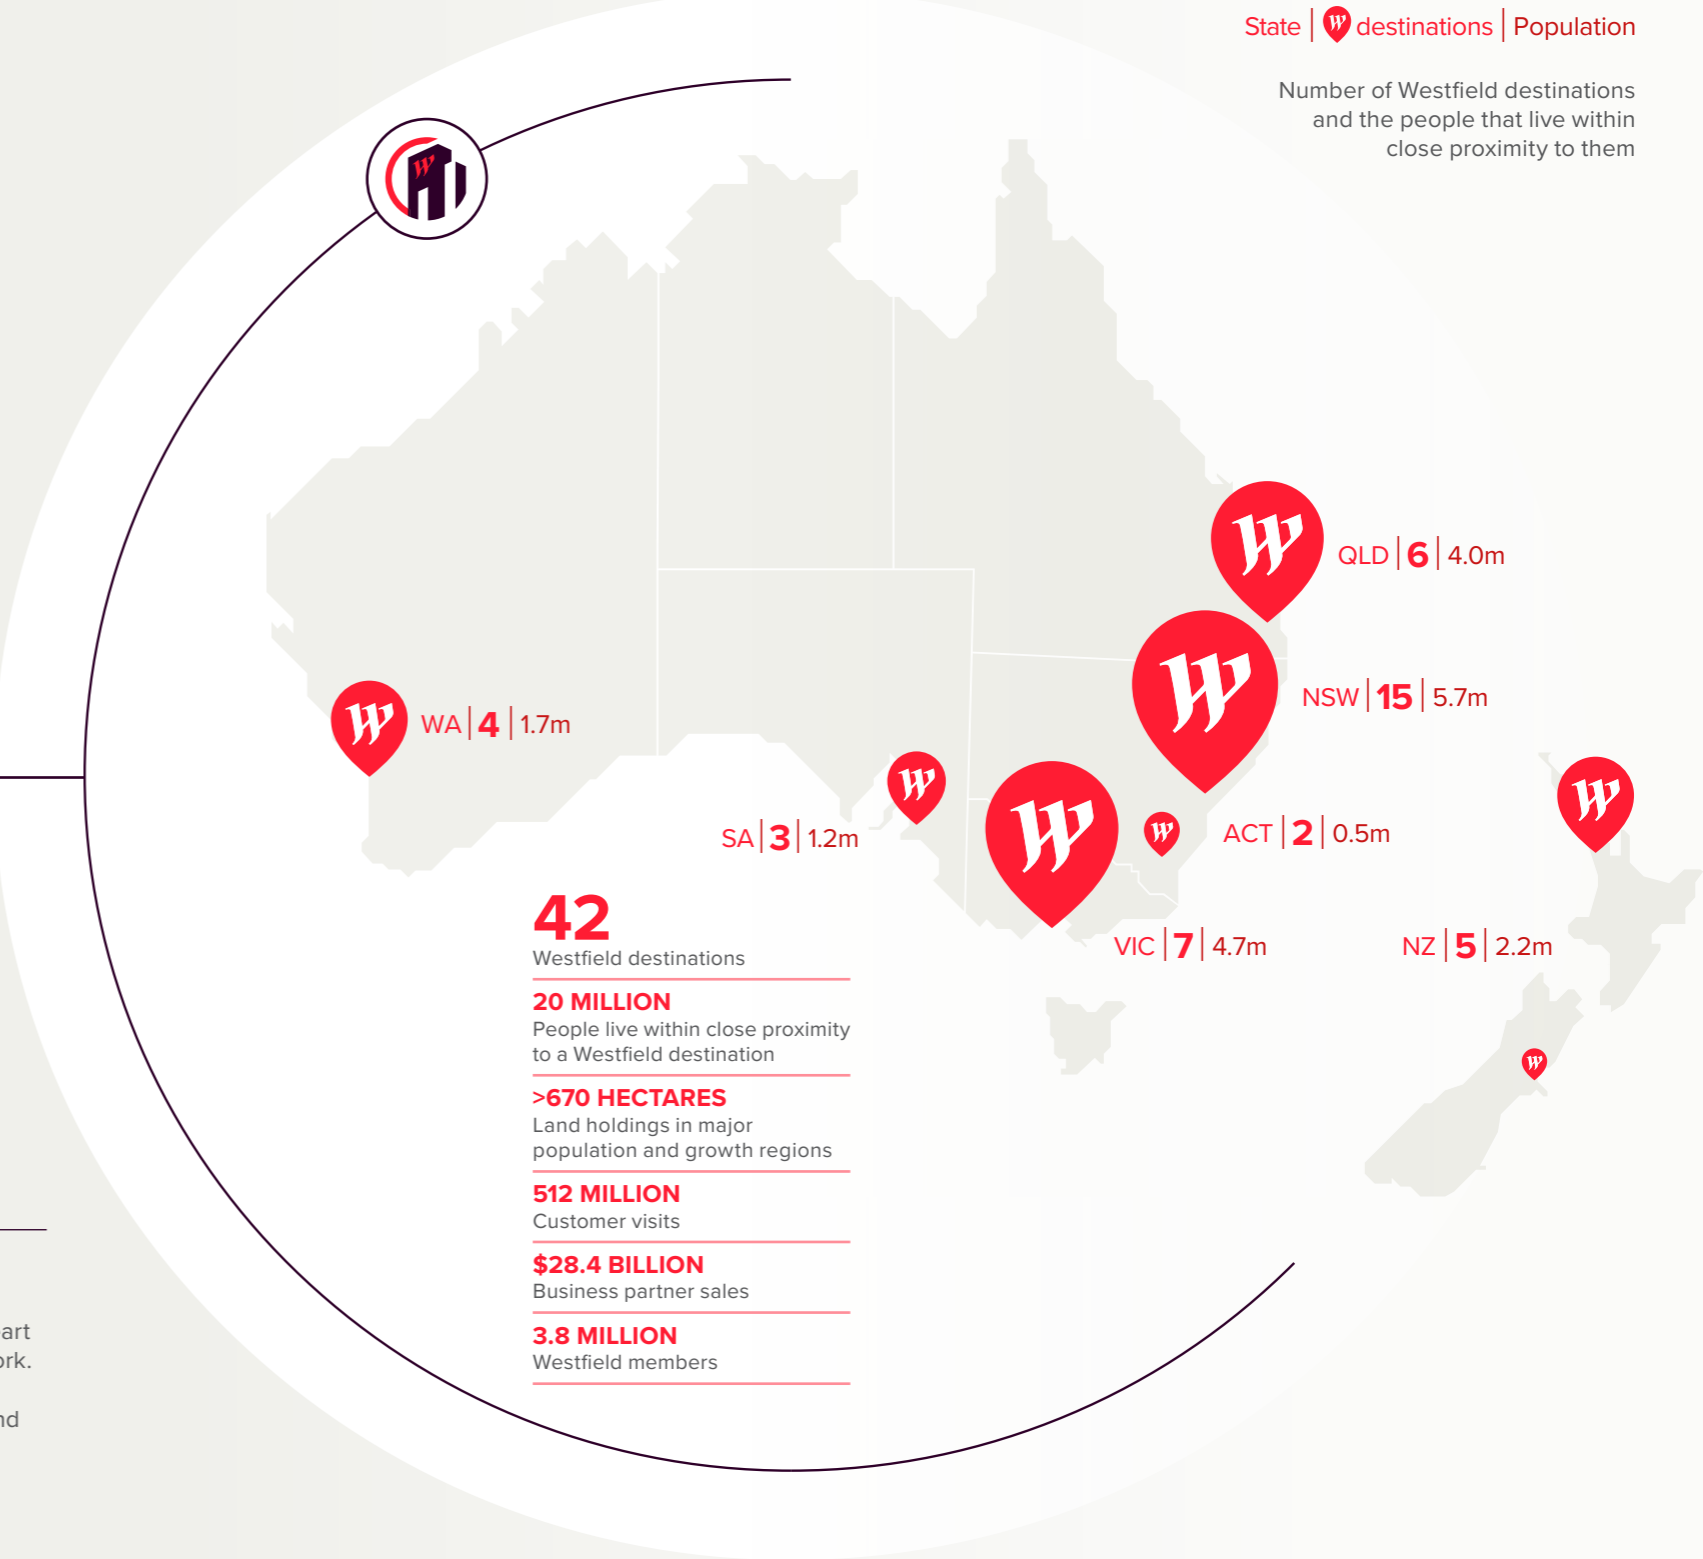 State | W destinations | Population
Number of Westfield destinations
and the people that live within
close proximity to them
QLD | 6 | 4.0m
NSW | 15 | 5.7m
WA | 4 | 1.7m
SA | 3 | 1.2m
ACT | 2 | 0.5m
VIC | 7 | 4.7m
NZ | 5 | 2.2m
42
Westfield destinations
20 MILLION
People live within close proximity
to a Westfield destination
>670 HECTARES
Land holdings in major
population and growth regions
512 MILLION
Customer visits
$28.4 BILLION
Business partner sales
3.8 MILLION
Westfield members